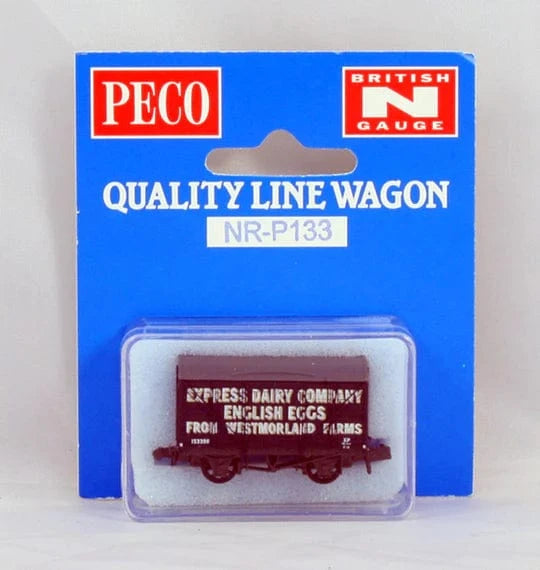 PECO
BRITISH
N
GAUGE
QUALITY LINE WAGON
NR-P133
EXPRESS DAIRY COMPANY
ENGLISH EGGS
FROM WESTMORLAND FARMS